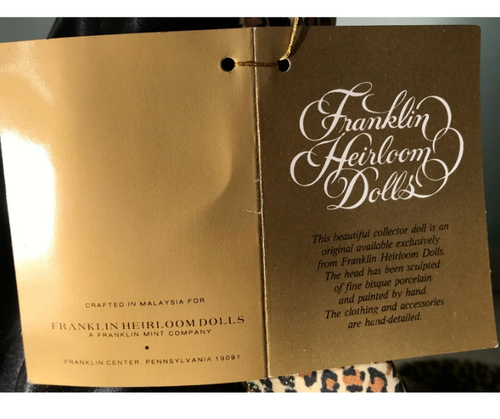 CRAFTED IN MALAYSIA FOR
FRANKLIN HEIRLOOM DOLLS
A FRANKLIN MINT COMPANY
•
FRANKLIN CENTER, PENNSYLVANIA 19091
Franklin
Heirloom
Dolls
This beautiful collector doll is an
original available exclusively
from Franklin Heirloom Dolls.
The head has been sculpted
of fine bisque porcelain
and painted by hand.
The clothing and accessories
are hand-detailed.